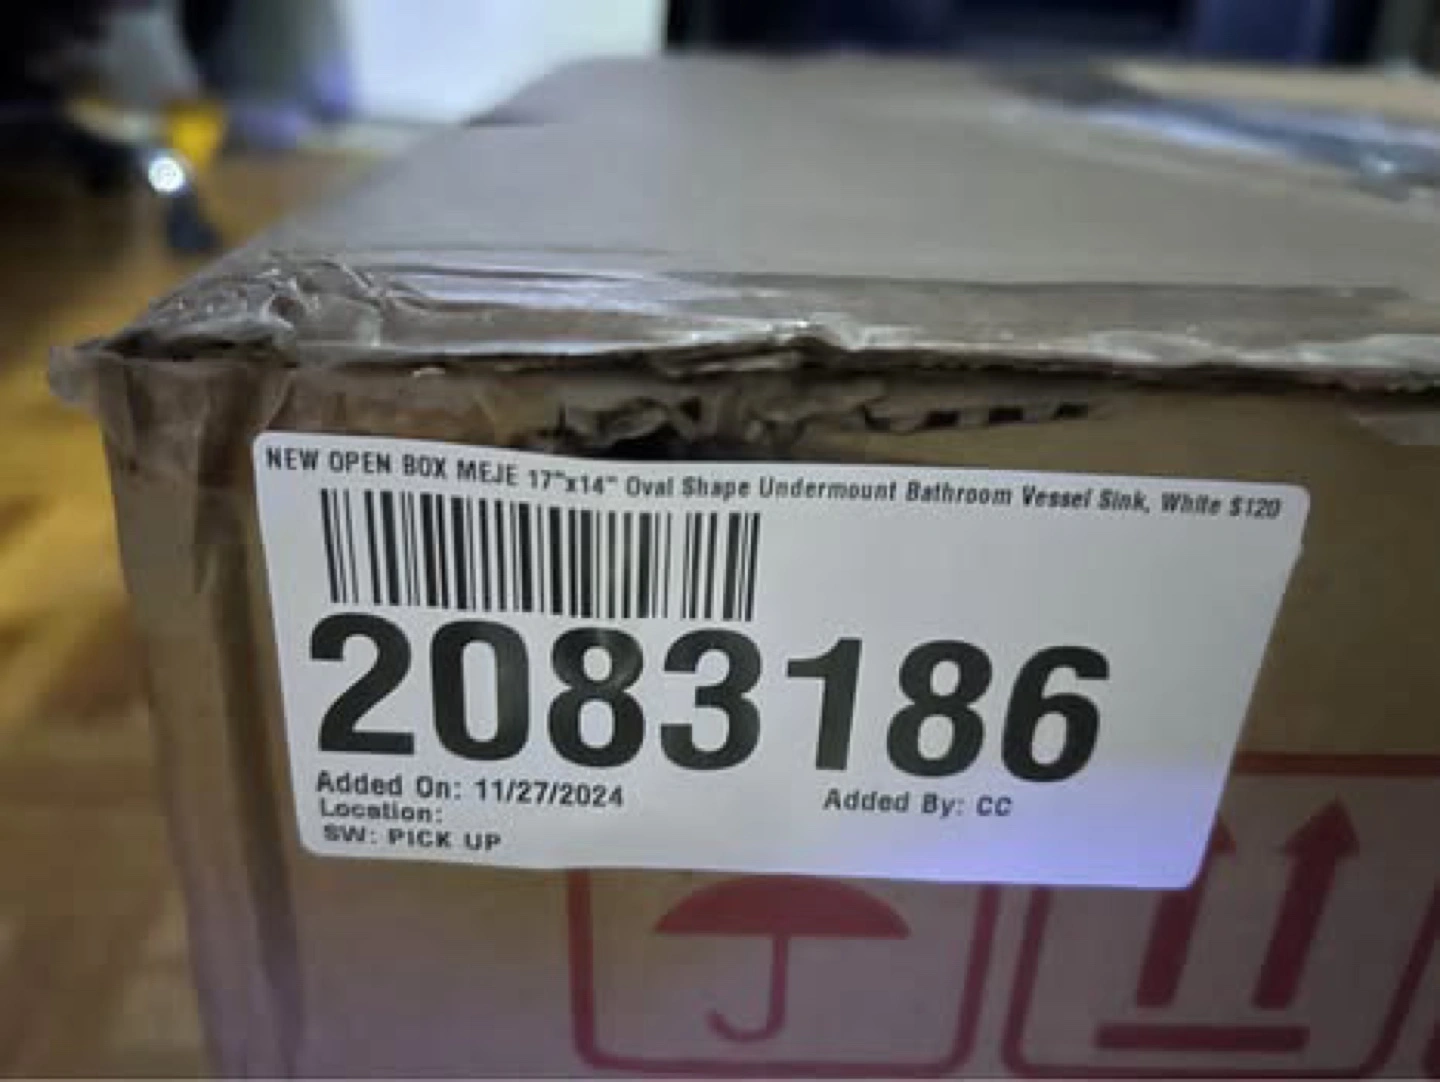 NEW OPEN BOX MEJE 17"x14" Oval Shape Undermount Bathroom Vessel Sink, White $120
2083186
Added On: 11/27/2024
Added By: CC
Location:
SW: PICK UP